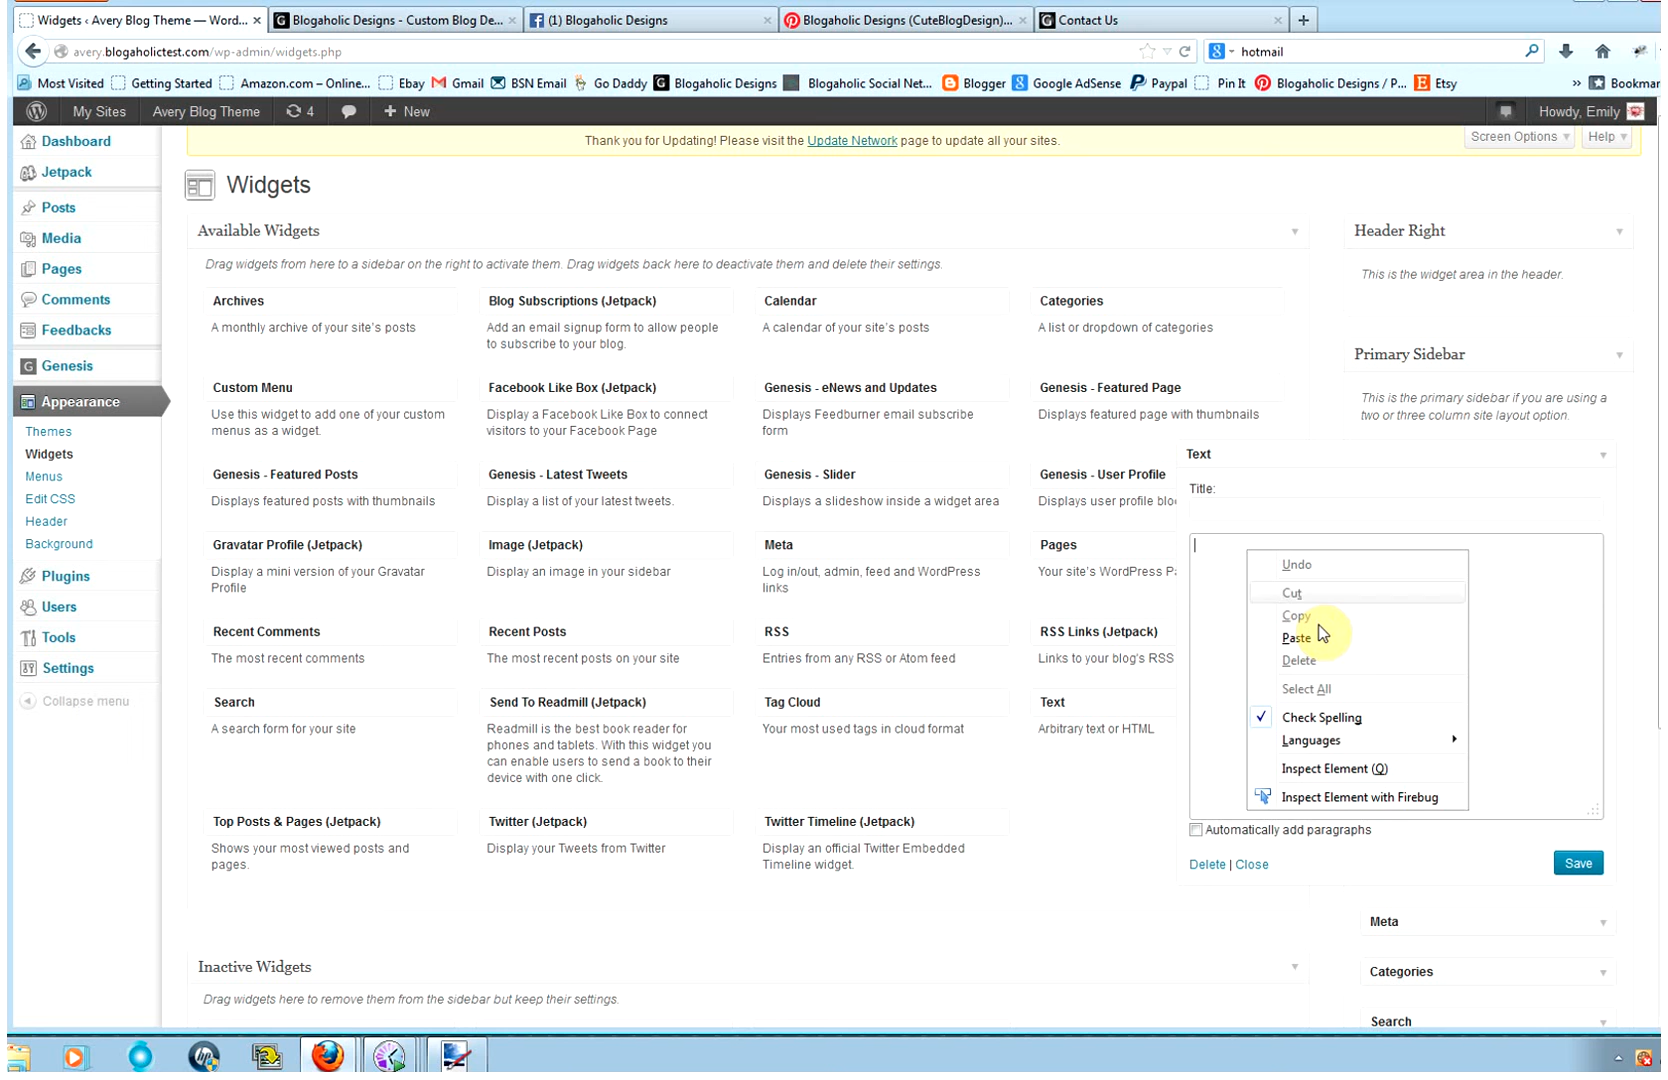 Widgets ‹ Avery Blog Theme — Word...
Blogaholic Designs - Custom Blog De...
(1) Blogaholic Designs
Blogaholic Designs (CuteBlogDesign)...
Contact Us
avery.blogaholictest.com/wp-admin/widgets.php
hotmail
Most Visited
Getting Started
Amazon.com – Online...
Ebay
Gmail
BSN Email
Go Daddy
Blogaholic Designs
Blogaholic Social Net...
Blogger
Google AdSense
Paypal
Pin It
Blogaholic Designs / P...
Etsy
Bookmar
My Sites
Avery Blog Theme
4
New
Howdy, Emily
Dashboard
Jetpack
Posts
Media
Pages
Comments
Feedbacks
Genesis
Appearance
Themes
Widgets
Menus
Edit CSS
Header
Background
Plugins
Users
Tools
Settings
Collapse menu
Thank you for Updating! Please visit the Update Network page to update all your sites.
Screen Options
Help
Widgets
Available Widgets
Drag widgets from here to a sidebar on the right to activate them. Drag widgets back here to deactivate them and delete their settings.
Archives
A monthly archive of your site's posts
Blog Subscriptions (Jetpack)
Add an email signup form to allow people
to subscribe to your blog.
Calendar
A calendar of your site's posts
Categories
A list or dropdown of categories
Custom Menu
Use this widget to add one of your custom
menus as a widget.
Facebook Like Box (Jetpack)
Display a Facebook Like Box to connect
visitors to your Facebook Page
Genesis - eNews and Updates
Displays Feedburner email subscribe
form
Genesis - Featured Page
Displays featured page with thumbnails
Genesis - Featured Posts
Displays featured posts with thumbnails
Genesis - Latest Tweets
Display a list of your latest tweets.
Genesis - Slider
Displays a slideshow inside a widget area
Genesis - User Profile
Displays user profile blo
Gravatar Profile (Jetpack)
Display a mini version of your Gravatar
Profile
Image (Jetpack)
Display an image in your sidebar
Meta
Log in/out, admin, feed and WordPress
links
Pages
Your site's WordPress Pa
Recent Comments
The most recent comments
Recent Posts
The most recent posts on your site
RSS
Entries from any RSS or Atom feed
RSS Links (Jetpack)
Links to your blog's RSS
Search
A search form for your site
Send To Readmill (Jetpack)
Readmill is the best book reader for
phones and tablets. With this widget you
can enable users to send a book to their
device with one click.
Tag Cloud
Your most used tags in cloud format
Text
Arbitrary text or HTML
Top Posts & Pages (Jetpack)
Shows your most viewed posts and
pages.
Twitter (Jetpack)
Display your Tweets from Twitter
Twitter Timeline (Jetpack)
Display an official Twitter Embedded
Timeline widget.
Inactive Widgets
Drag widgets here to remove them from the sidebar but keep their settings.
Header Right
This is the widget area in the header.
Primary Sidebar
This is the primary sidebar if you are using a
two or three column site layout option.
Text
Title:
Undo
Cut
Copy
Paste
Delete
Select All
Check Spelling
Languages
Inspect Element (Q)
Inspect Element with Firebug
Automatically add paragraphs
Delete | Close
Save
Meta
Categories
Search